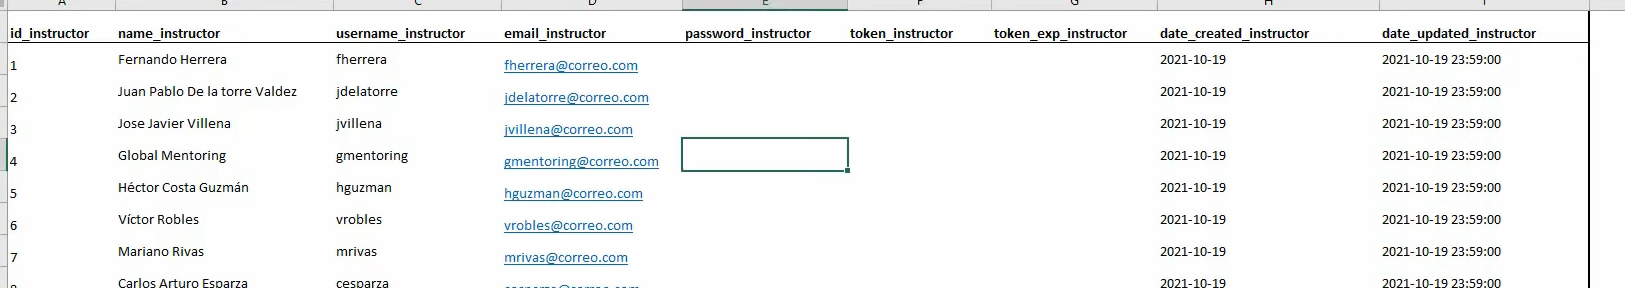 id_instructor name_instructor username_instructor email_instructor password_instructor token_instructor token_exp_instructor date_created_instructor date_updated_instructor
1 Fernando Herrera fherrera fherrera@correo.com 2021-10-19 2021-10-19 23:59:00
2 Juan Pablo De la torre Valdez jdelatorre jdelatorre@correo.com 2021-10-19 2021-10-19 23:59:00
3 Jose Javier Villena jvillena jvillena@correo.com 2021-10-19 2021-10-19 23:59:00
4 Global Mentoring gmentoring gmentoring@correo.com 2021-10-19 2021-10-19 23:59:00
5 Héctor Costa Guzmán hguzman hguzman@correo.com 2021-10-19 2021-10-19 23:59:00
6 Víctor Robles vrobles vrobles@correo.com 2021-10-19 2021-10-19 23:59:00
7 Mariano Rivas mrivas mrivas@correo.com 2021-10-19 2021-10-19 23:59:00
Carlos Arturo Esparza cesparza 2021-10-19 2021-10-19 23:59:00